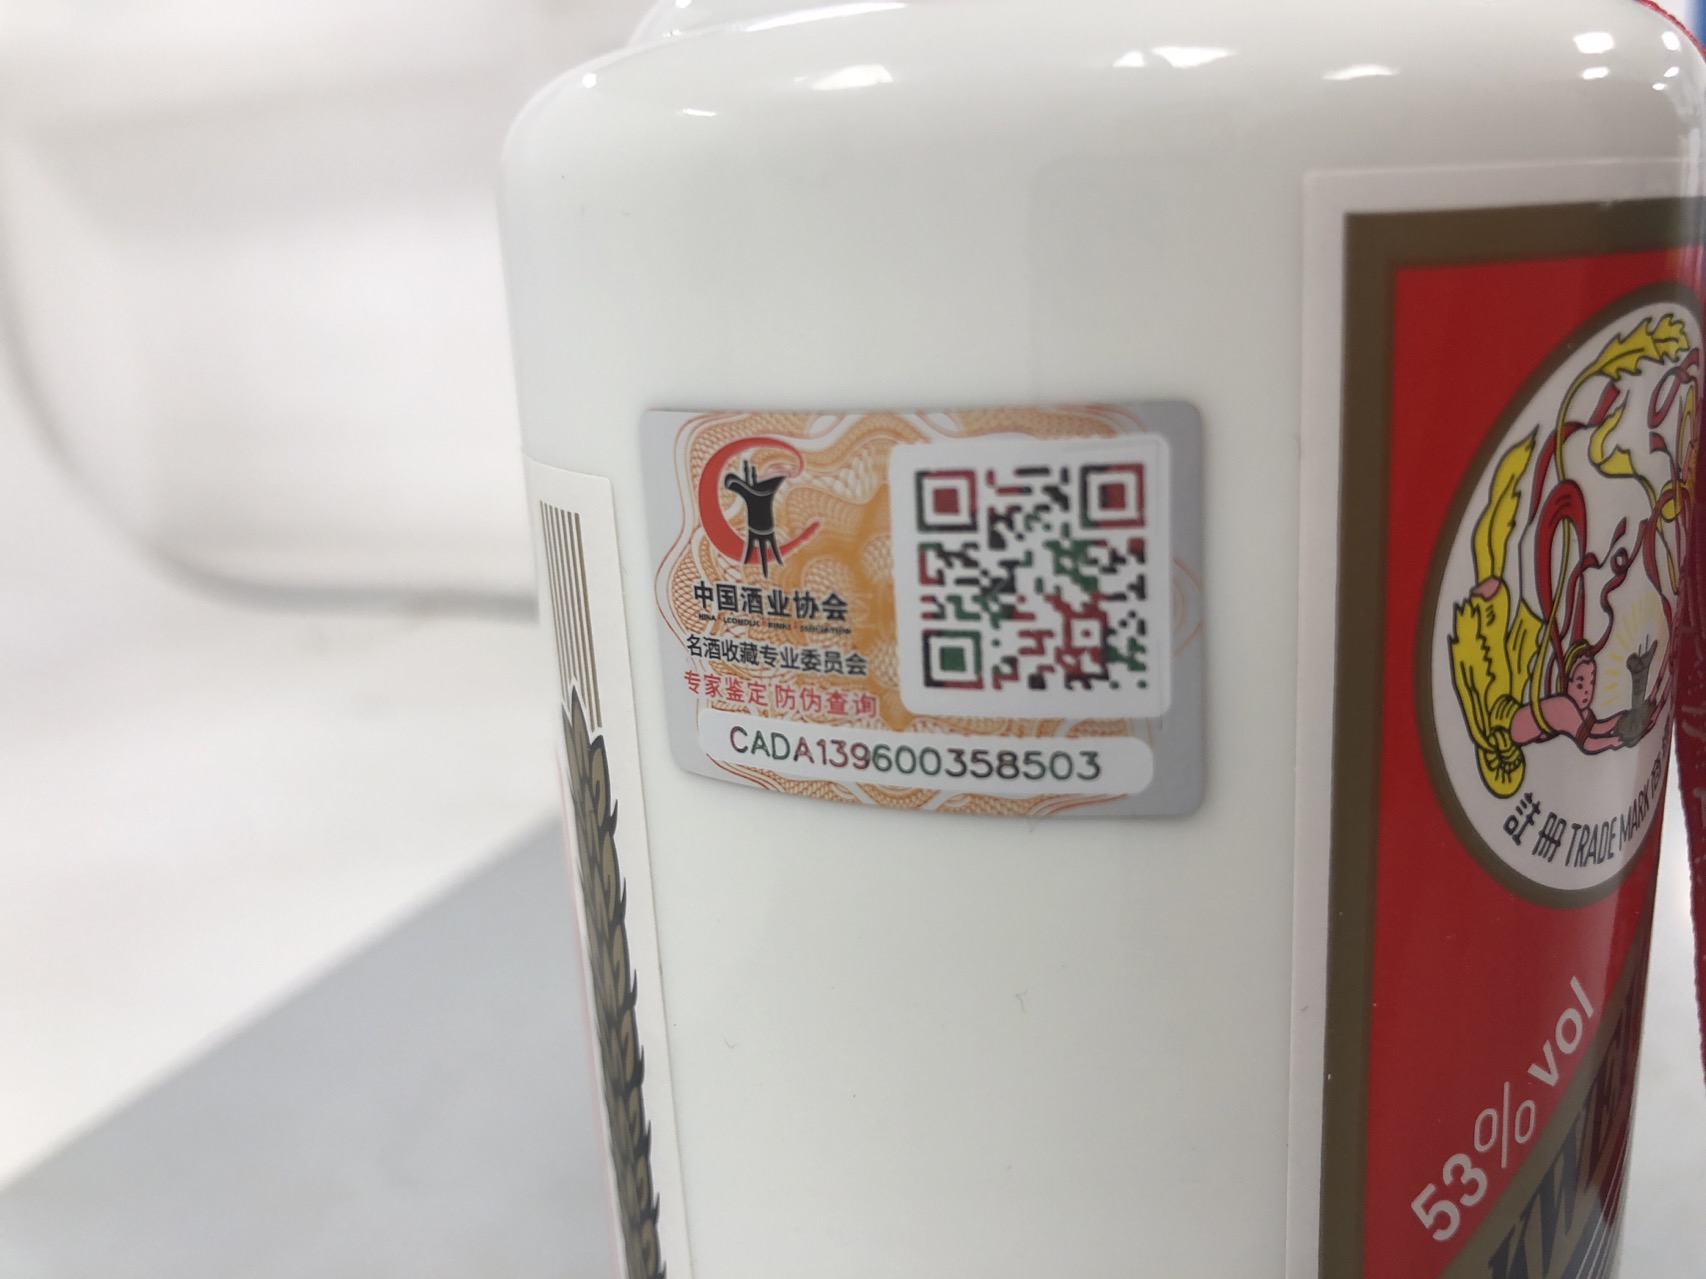 中国酒业协会
名酒收藏专业委员会
专家鉴定 防伪查询
CADA139600358503
註册 TRADE MARK
53% vol